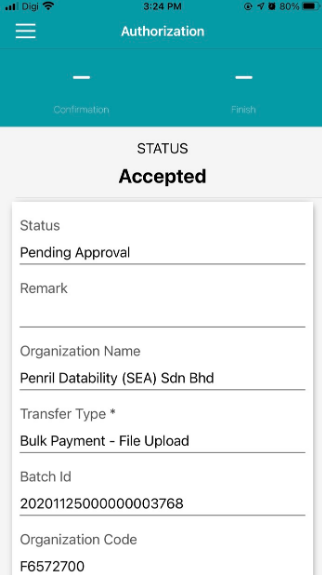 Digi 3:24 PM 80%
Authorization
Confirmation Finish
STATUS
Accepted
Status
Pending Approval
Remark
Organization Name
Penril Datability (SEA) Sdn Bhd
Transfer Type *
Bulk Payment - File Upload
Batch Id
20201125000000003768
Organization Code
F6572700